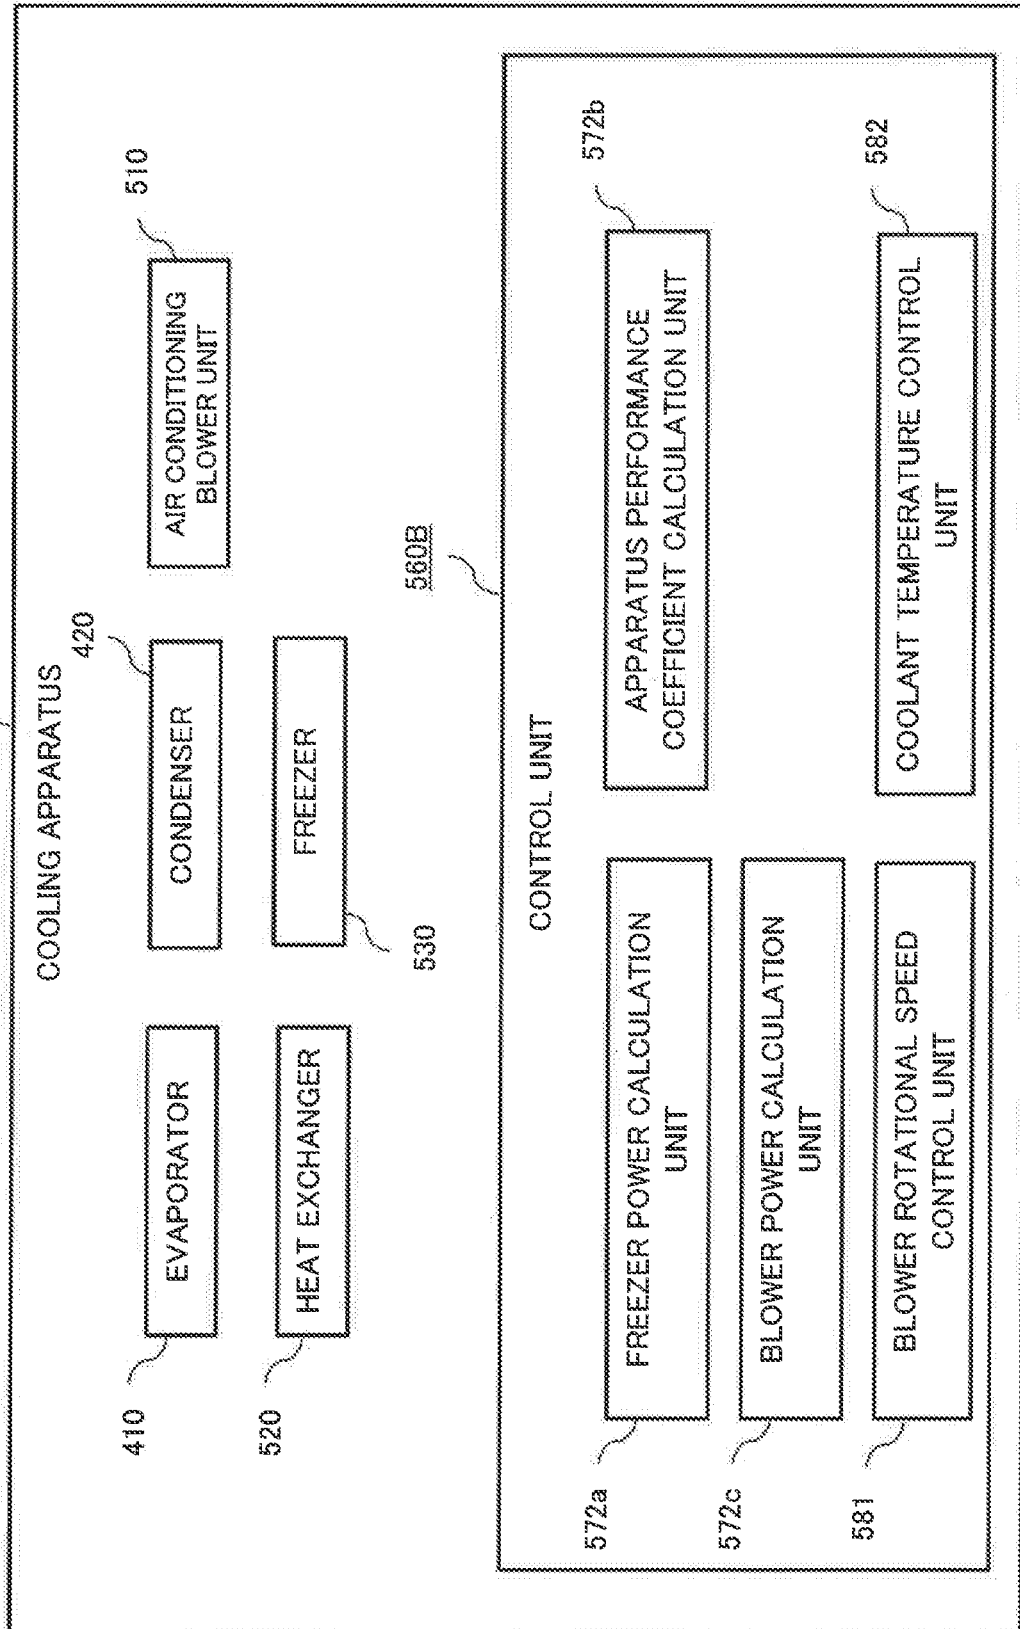 COOLING APPARATUS
410
EVAPORATOR
420
CONDENSER
510
AIR CONDITIONING
BLOWER UNIT
520
HEAT EXCHANGER
530
FREEZER
560B
CONTROL UNIT
572a
FREEZER POWER CALCULATION
UNIT
572b
APPARATUS PERFORMANCE
COEFFICIENT CALCULATION UNIT
572c
BLOWER POWER CALCULATION
UNIT
581
BLOWER ROTATIONAL SPEED
CONTROL UNIT
582
COOLANT TEMPERATURE CONTROL
UNIT